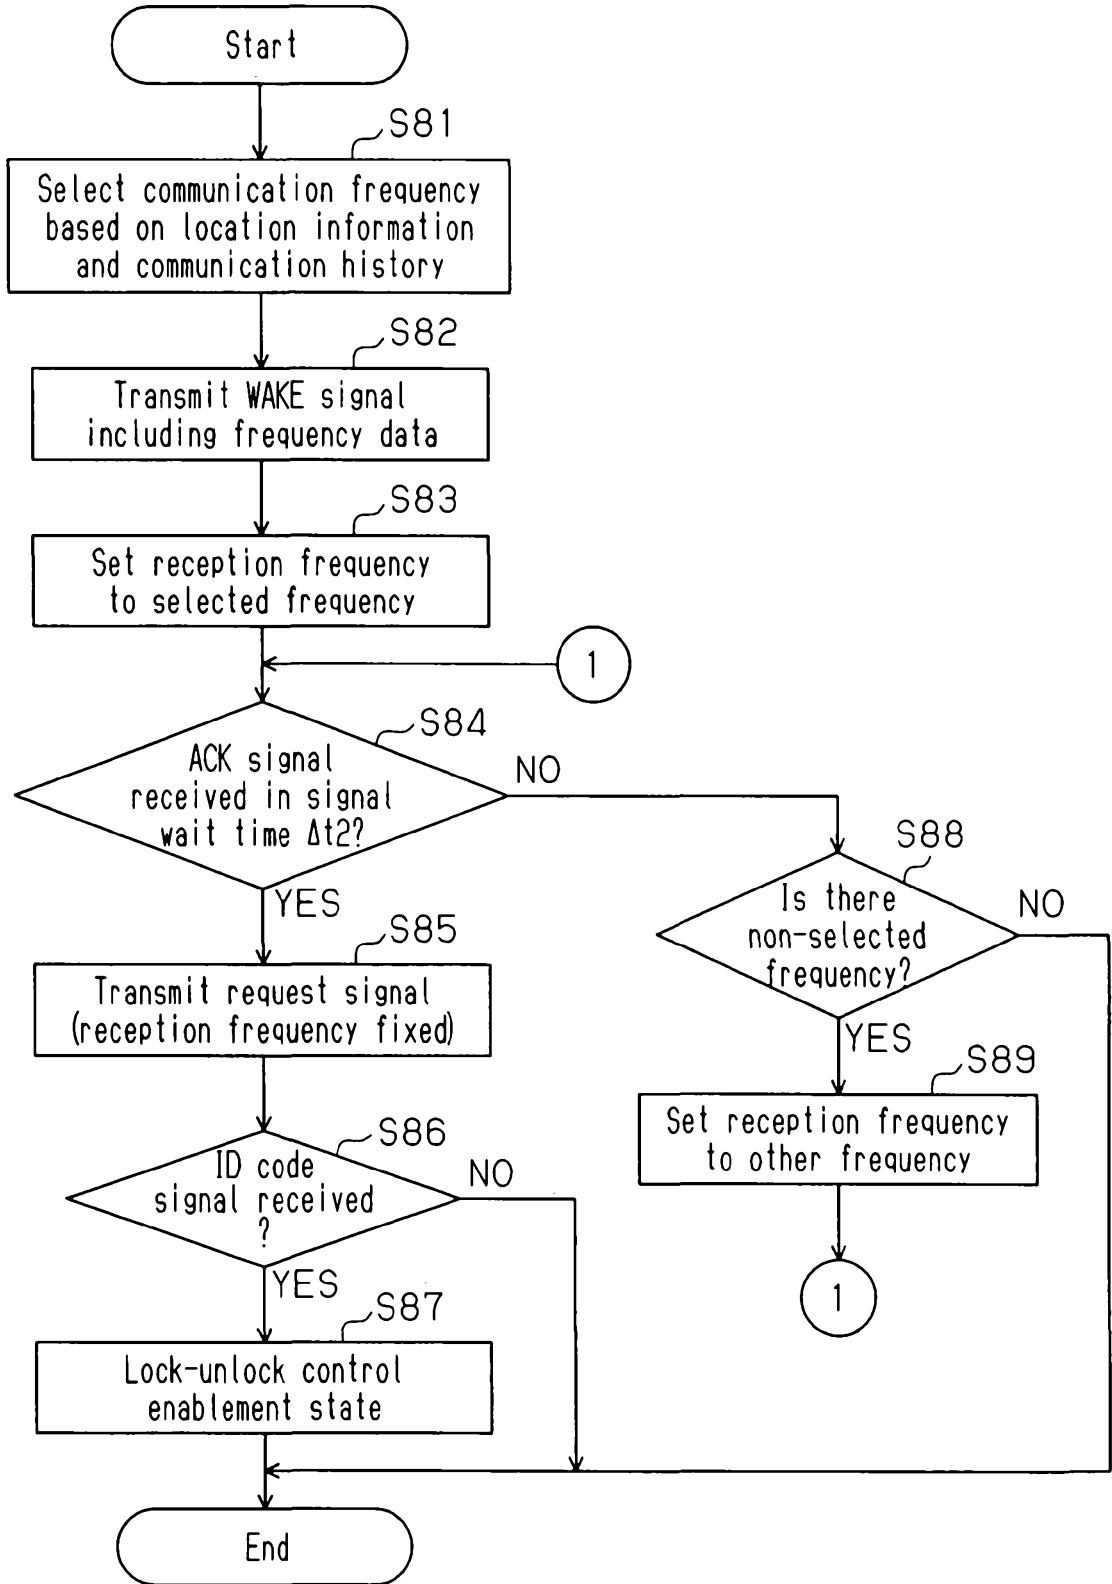 Start
S81
Select communication frequency
based on location information
and communication history
S82
Transmit WAKE signal
including frequency data
S83
Set reception frequency
to selected frequency
1
S84
ACK signal
received in signal
wait time Δt2?
NO
YES
S88
Is there
non-selected
frequency?
NO
YES
S85
Transmit request signal
(reception frequency fixed)
S89
Set reception frequency
to other frequency
1
S86
ID code
signal received
?
NO
YES
S87
Lock-unlock control
enablement state
End